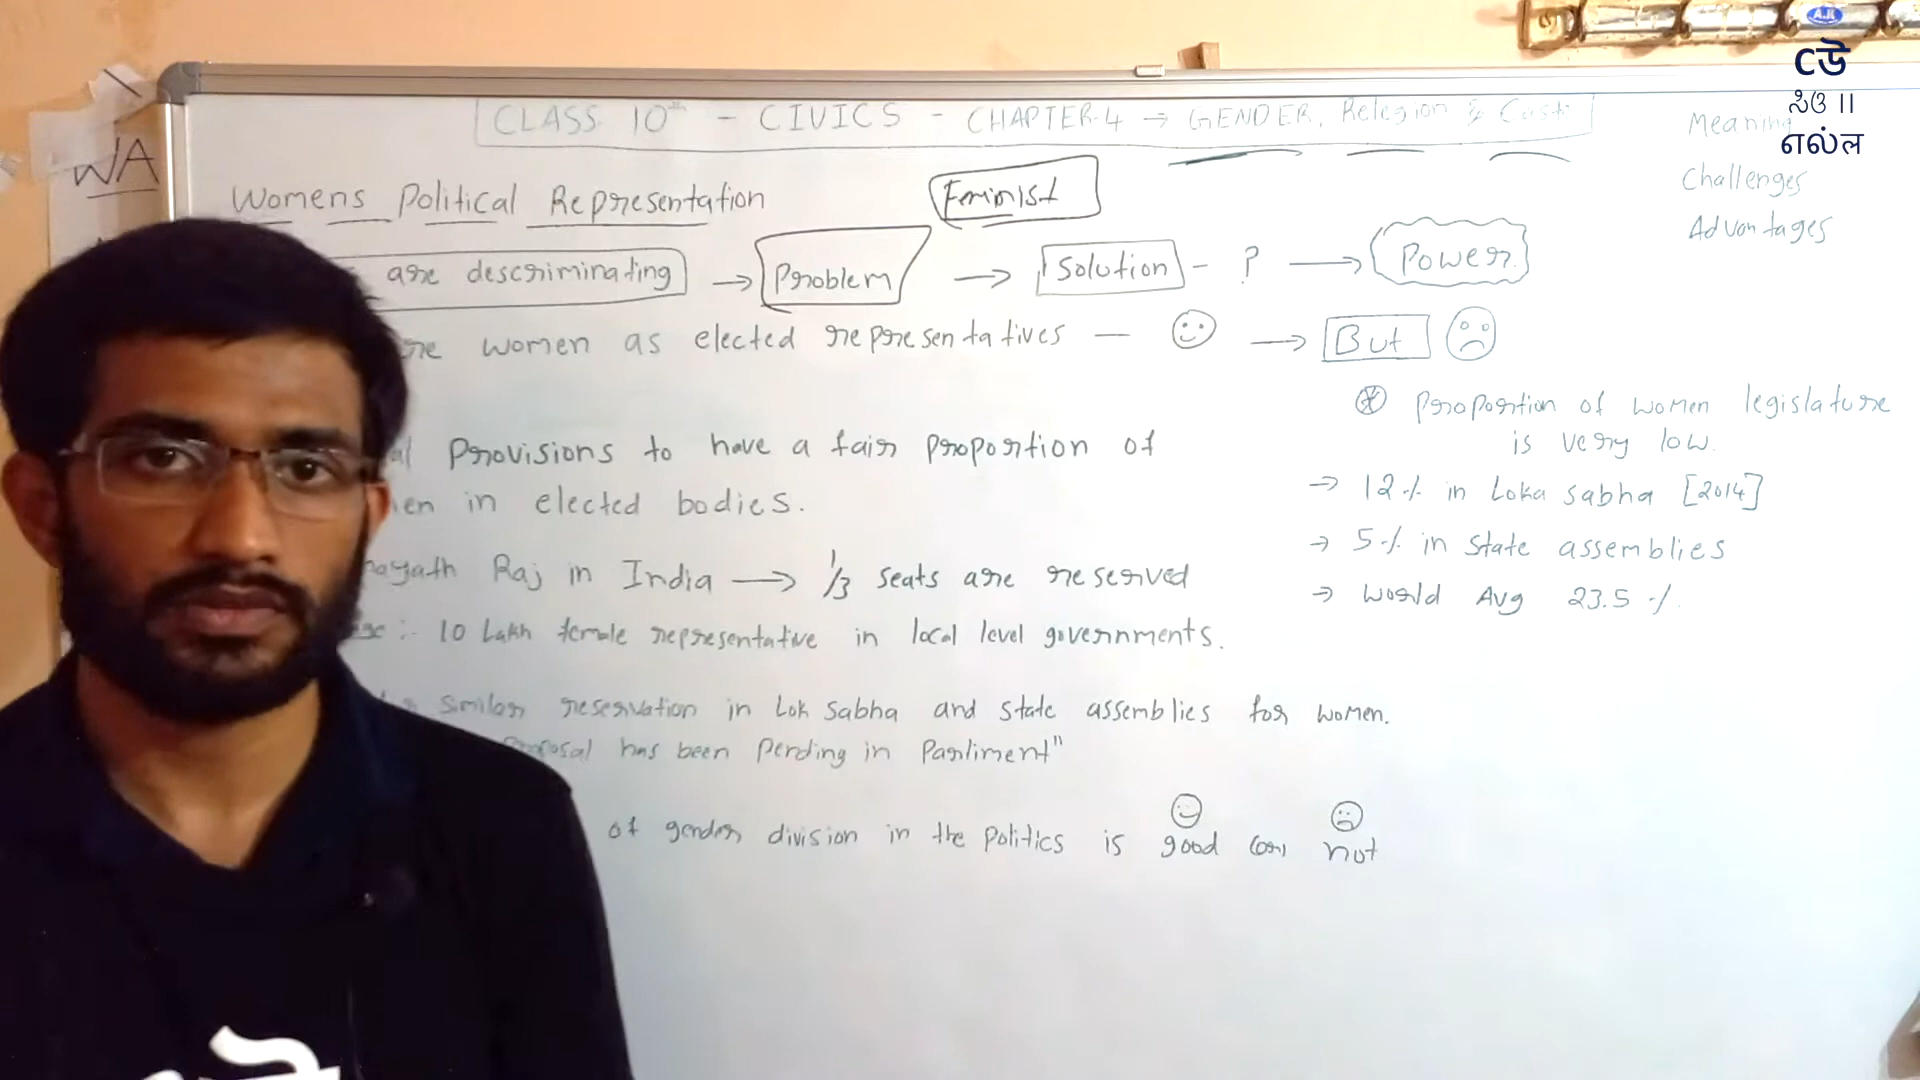 CLASS 10th - CIVICS - CHAPTER-4 → GENDER, Relegion & Caste
Womens Political Representation
Feminist
are descriminating → Problem → Solution - ? → Power
women as elected representatives — → But
Provisions to have a fair proportion of
in elected bodies.
Raj in India → 1/3 seats are reserved
:- 10 Lakh female representative in local level governments.
Similar reservation in Lok Sabha and State assemblies for women.
has been pending in Parliment"
of gender division in the politics is good (or) not
Proportion of women legislature
is very low.
→ 12% in Loka sabha [2014]
→ 5% in state assemblies
→ World Avg 23.5%
Meaning
Challenges
Advantages
WA
A.K
Cউ
ಸಿಓ ॥
எல்ல